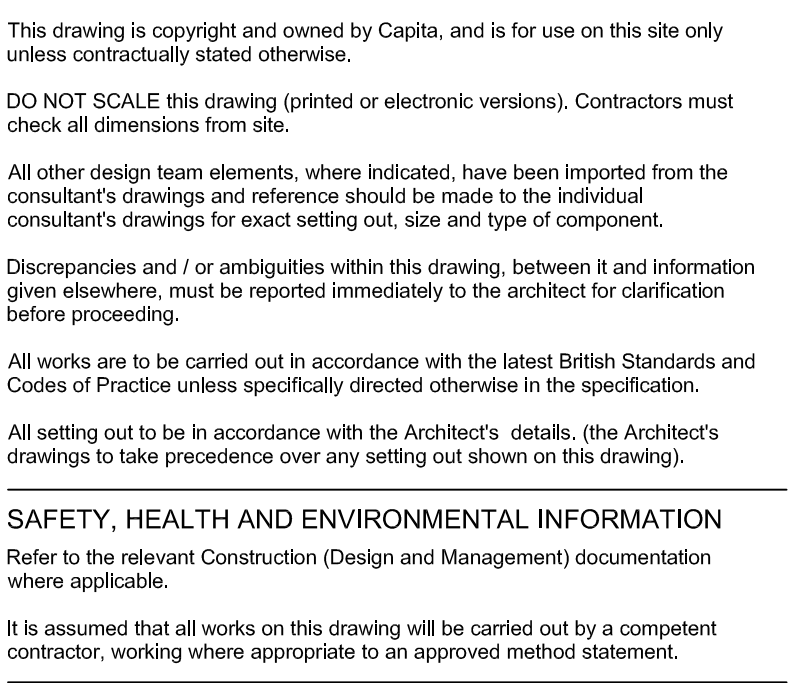 This drawing is copyright and owned by Capita, and is for use on this site only
unless contractually stated otherwise.
DO NOT SCALE this drawing (printed or electronic versions). Contractors must
check all dimensions from site.
All other design team elements, where indicated, have been imported from the
consultant's drawings and reference should be made to the individual
consultant's drawings for exact setting out, size and type of component.
Discrepancies and / or ambiguities within this drawing, between it and information
given elsewhere, must be reported immediately to the architect for clarification
before proceeding.
All works are to be carried out in accordance with the latest British Standards and
Codes of Practice unless specifically directed otherwise in the specification.
All setting out to be in accordance with the Architect's  details. (the Architect's
drawings to take precedence over any setting out shown on this drawing).
SAFETY, HEALTH AND ENVIRONMENTAL INFORMATION
Refer to the relevant Construction (Design and Management) documentation
where applicable.
It is assumed that all works on this drawing will be carried out by a competent
contractor, working where appropriate to an approved method statement.